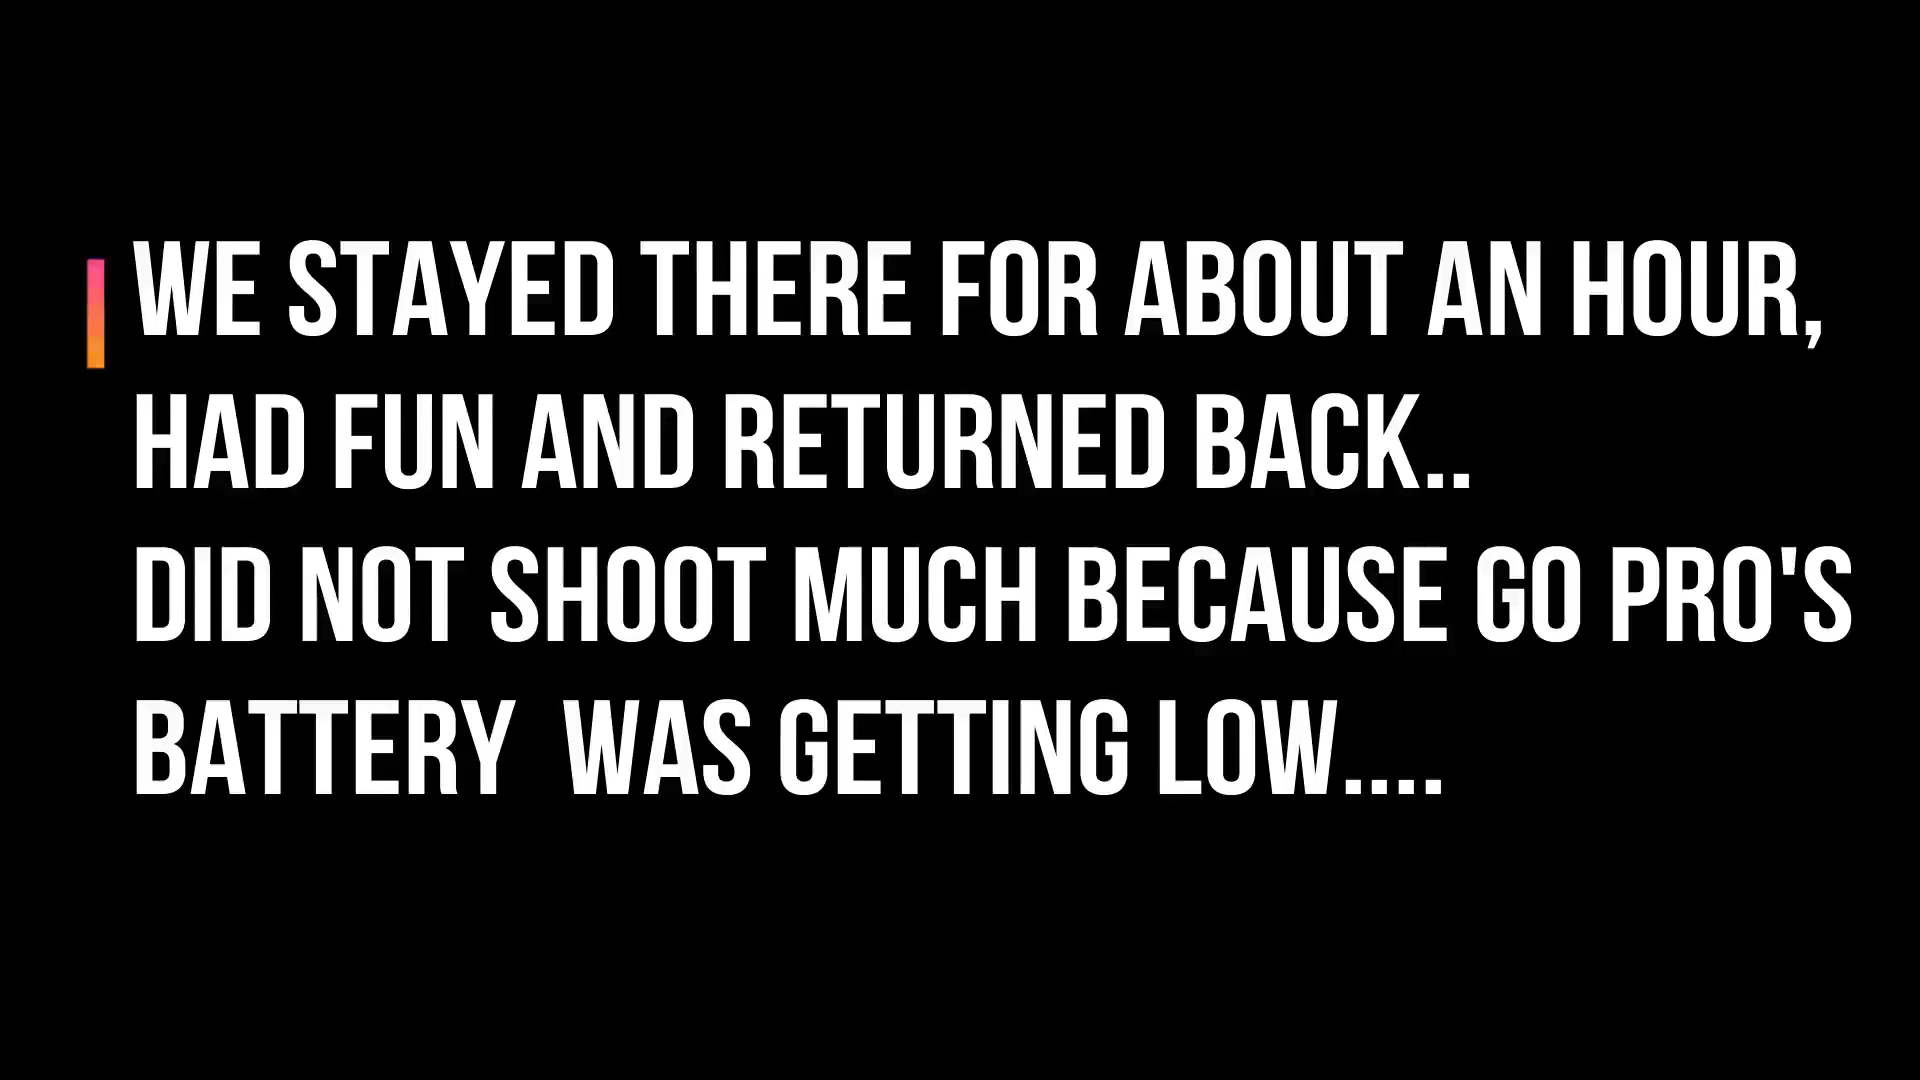 WE STAYED THERE FOR ABOUT AN HOUR,
HAD FUN AND RETURNED BACK..
DID NOT SHOOT MUCH BECAUSE GO PRO'S
BATTERY  WAS GETTING LOW....